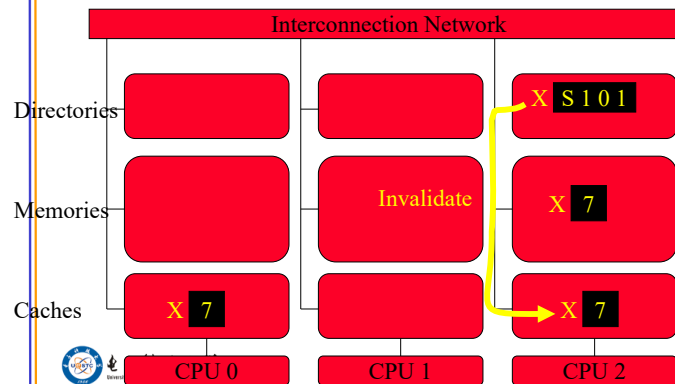 Interconnection Network
Directories
X S 1 0 1
Invalidate
Memories
X 7
Caches
X 7
X 7
CPU 0
CPU 1
CPU 2